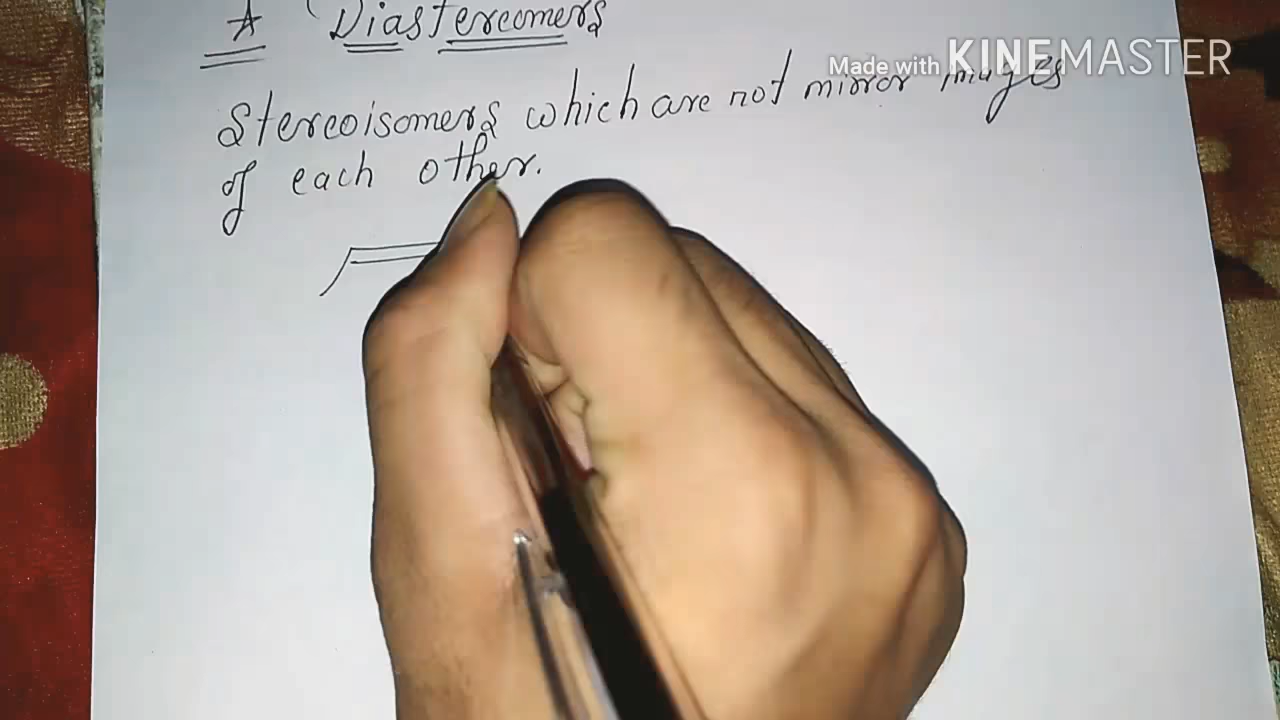 Diastereomers
Made with KINEMASTER
Stereoisomers which are not mirror images
of each other.